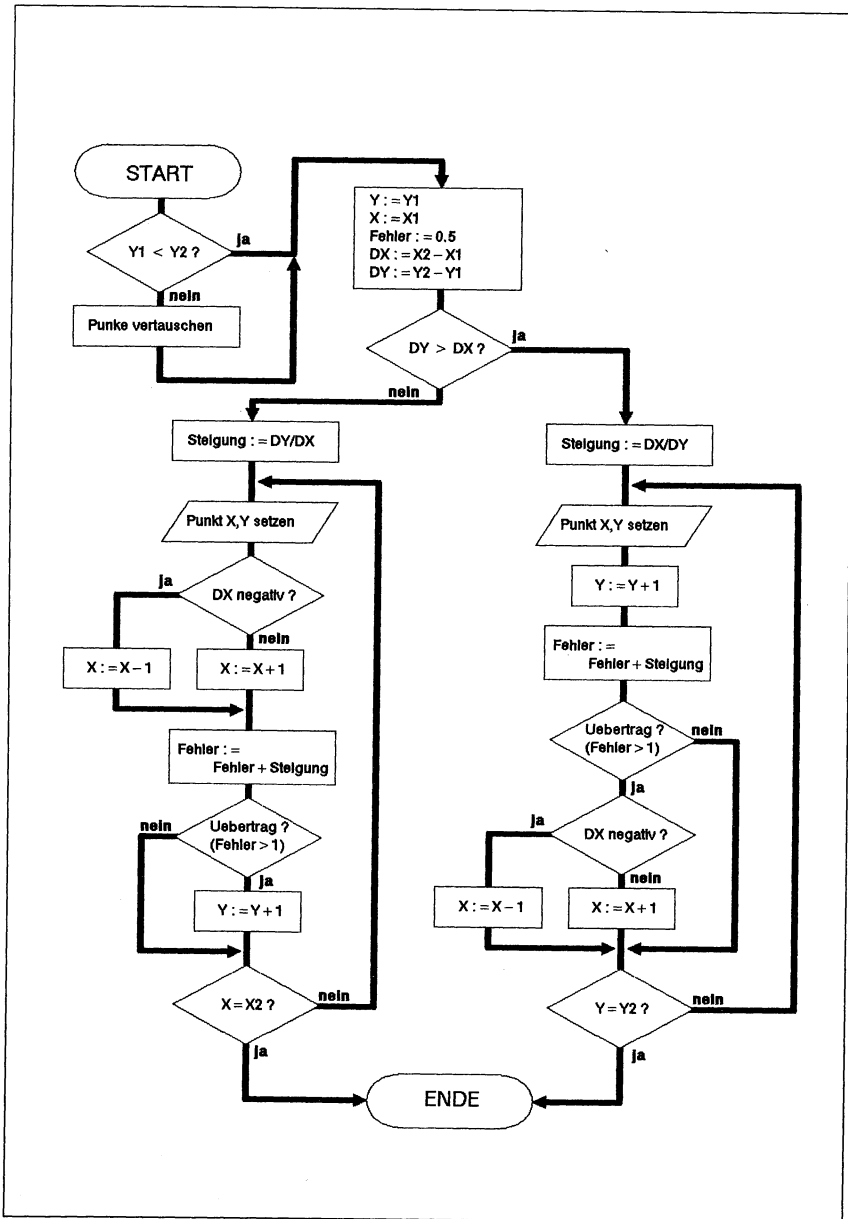 START
Y1 < Y2 ?
ja
nein
Punke vertauschen
Y : =Y1
X : =X1
Fehler : =0.5
DX : =X2−X1
DY : =Y2−Y1
DY > DX ?
ja
nein
Steigung : =DY/DX
Punkt X,Y setzen
DX negativ ?
ja
nein
X : =X−1
X : =X+1
Fehler : =
Fehler + Steigung
Uebertrag ?
(Fehler > 1)
nein
ja
Y : =Y+1
X=X2 ?
nein
ja
Steigung : =DX/DY
Punkt X,Y setzen
Y : =Y+1
Fehler : =
Fehler + Steigung
Uebertrag ?
(Fehler > 1)
nein
ja
DX negativ ?
ja
nein
X : =X−1
X : =X+1
Y=Y2 ?
nein
ja
ENDE